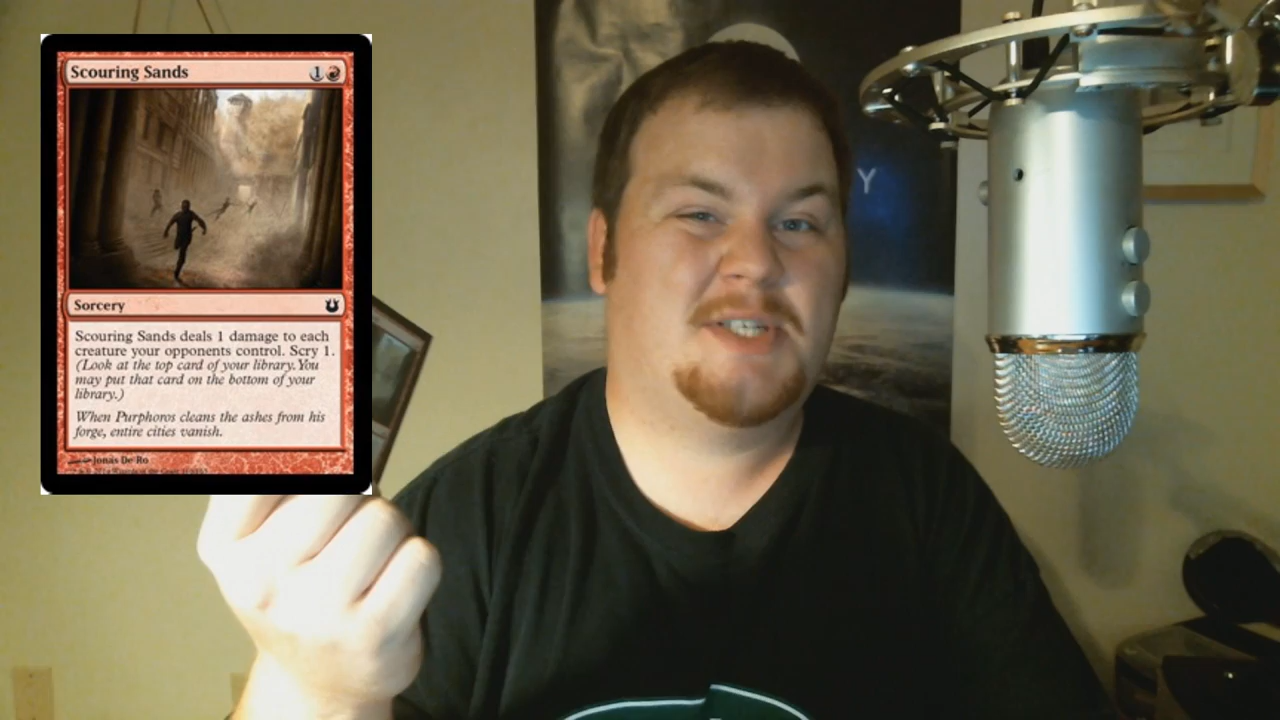 Scouring Sands 1
Sorcery
Scouring Sands deals 1 damage to each
creature your opponents control. Scry 1.
(Look at the top card of your library. You
may put that card on the bottom of your
library.)
When Purphoros cleans the ashes from his
forge, entire cities vanish.
Jonas De Ro
Y